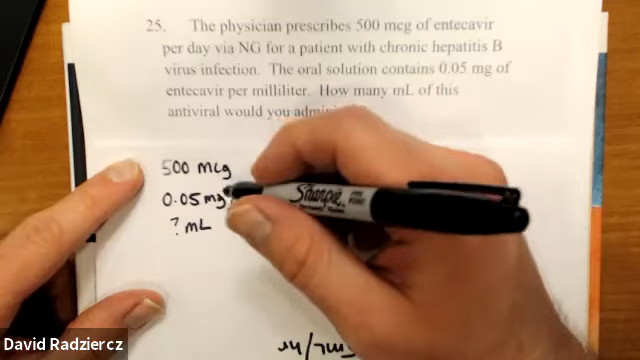 25. The physician prescribes 500 mcg of entecavir
per day via NG for a patient with chronic hepatitis B
virus infection. The oral solution contains 0.05 mg of
entecavir per milliliter. How many mL of this
antiviral would you
500 mcg
0.05 mg
? mL
Sharpie
mL/hr
David Radziercz